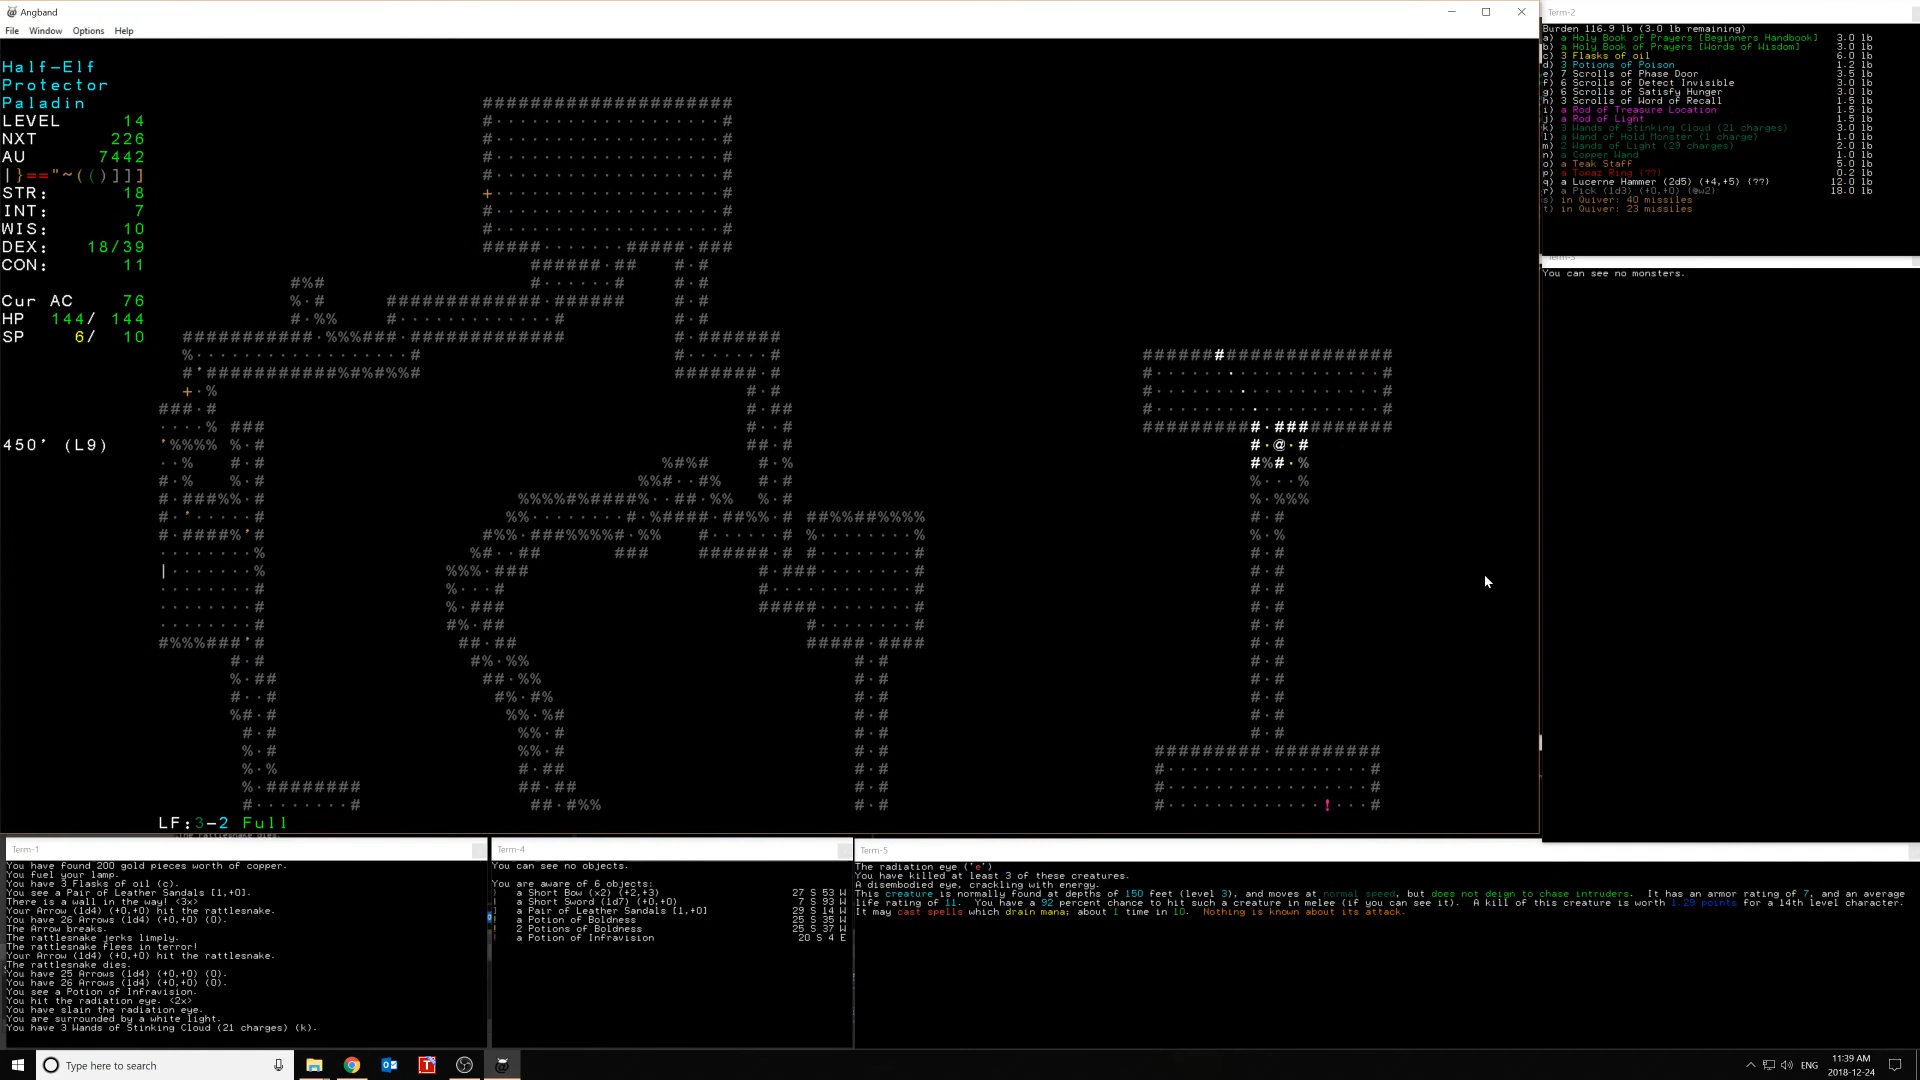 Angband
File Window Options Help
Half-Elf
Protector
Paladin
LEVEL 14
NXT 226
AU 7442
|}=="~(()]]]
STR: 18
INT: 7
WIS: 10
DEX: 18/39
CON: 11
Cur AC 76
HP 144/ 144
SP 6/ 10
450' (L9)
LF:3-2 Full
Term-2
Burden 116.9 lb (3.0 lb remaining)
a) a Holy Book of Prayers [Beginners Handbook] 3.0 lb
b) a Holy Book of Prayers [Words of Wisdom] 3.0 lb
c) 3 Flasks of oil 6.0 lb
d) 3 Potions of Poison 1.2 lb
e) 7 Scrolls of Phase Door 3.5 lb
f) 6 Scrolls of Detect Invisible 3.0 lb
g) 6 Scrolls of Satisfy Hunger 3.0 lb
h) 3 Scrolls of Word of Recall 1.5 lb
i) a Rod of Treasure Location 1.5 lb
j) a Rod of Light 1.5 lb
k) 3 Wands of Stinking Cloud (21 charges) 3.0 lb
l) a Wand of Hold Monster (1 charge) 1.0 lb
m) 2 Wands of Light (29 charges) 2.0 lb
n) a Copper Wand 1.0 lb
o) a Teak Staff 5.0 lb
p) a Topaz Ring (??) 0.2 lb
q) a Lucerne Hammer (2d5) (+4,+5) (??) 12.0 lb
r) a Pick (1d3) (+0,+0) (@w2) 18.0 lb
s) in Quiver: 40 missiles
t) in Quiver: 23 missiles
You can see no monsters.
Term-1
You have found 200 gold pieces worth of copper.
You fuel your lamp.
You have 3 Flasks of oil (c).
You see a Pair of Leather Sandals [1,+0].
There is a wall in the way! <3x>
Your Arrow (1d4) (+0,+0) hit the rattlesnake.
You have 26 Arrows (1d4) (+0,+0) (0).
The Arrow breaks.
The rattlesnake jerks limply.
The rattlesnake flees in terror!
Your Arrow (1d4) (+0,+0) hit the rattlesnake.
The rattlesnake dies.
You have 25 Arrows (1d4) (+0,+0) (0).
You have 26 Arrows (1d4) (+0,+0) (0).
You see a Potion of Infravision.
You hit the radiation eye. <2x>
You have slain the radiation eye.
You are surrounded by a white light.
You have 3 Wands of Stinking Cloud (21 charges) (k).
Term-4
You can see no objects.
You are aware of 6 objects:
a Short Bow (x2) (+2,+3) 27 S 53 W
a Short Sword (1d7) (+0,+0) 7 S 93 W
a Pair of Leather Sandals [1,+0] 29 S 14 W
a Potion of Boldness 25 S 35 W
2 Potions of Boldness 25 S 37 W
a Potion of Infravision 20 S 4 E
Term-5
The radiation eye ('e')
You have killed at least 3 of these creatures.
A disembodied eye, crackling with energy.
This creature is normally found at depths of 150 feet (level 3), and moves at normal speed, but does not deign to chase intruders. It has an armor rating of 7, and an average
life rating of 11. You have a 92 percent chance to hit such a creature in melee (if you can see it). A kill of this creature is worth 1.29 points for a 14th level character.
It may cast spells which drain mana; about 1 time in 10. Nothing is known about its attack.
Type here to search
ENG
11:39 AM
2018-12-24